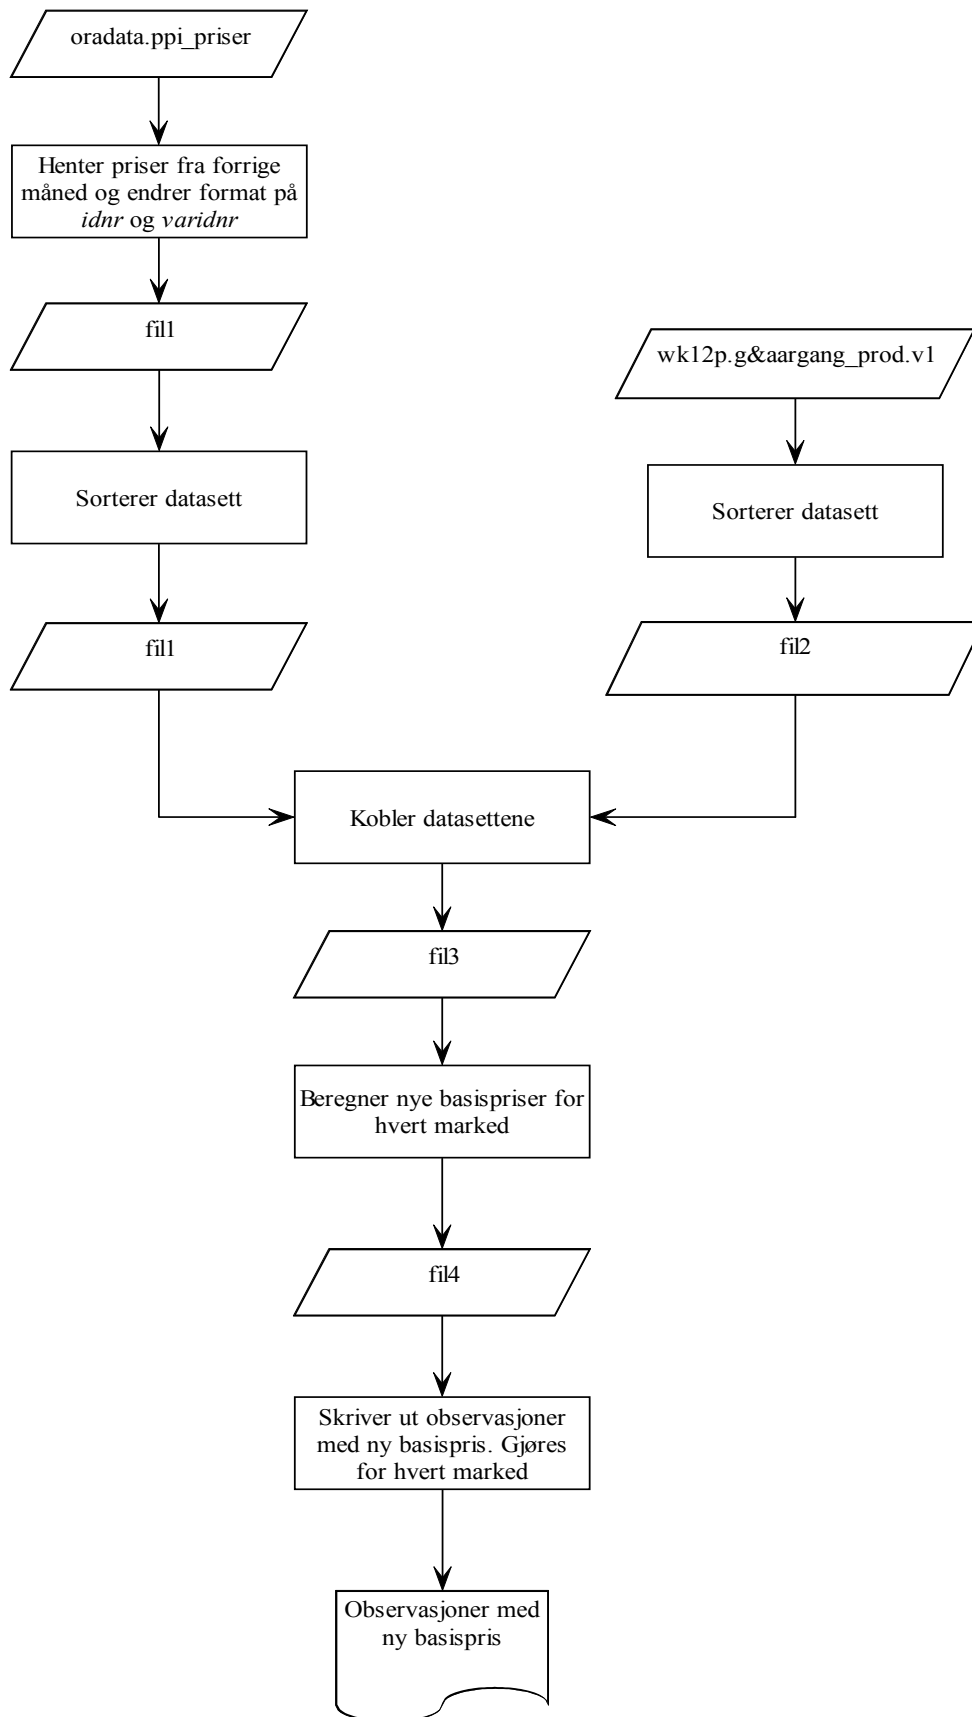 oradata.ppi_priser
Henter priser fra forrige
måned og endrer format på
idnr og varidnr
fil1
wk12p.g&aargang_prod.v1
Sorterer datasett
Sorterer datasett
fil1
fil2
Kobler datasettene
fil3
Beregner nye basispriser for
hvert marked
fil4
Skriver ut observasjoner
med ny basispris. Gjøres
for hvert marked
Observasjoner med
ny basispris